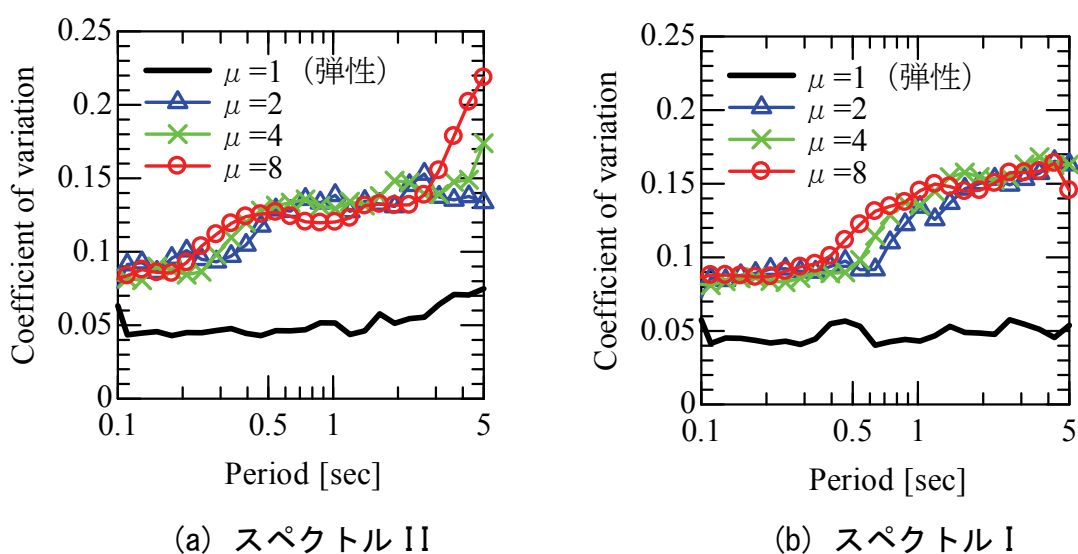 0.25
0.2
0.15
0.1
0.05
0
Coefficient of variation
μ=1 (弾性)
μ=2
μ=4
μ=8
0.1
0.5
1
5
Period [sec]
(a) スペクトル II
0.25
0.2
0.15
0.1
0.05
0
Coefficient of variation
μ=1 (弾性)
μ=2
μ=4
μ=8
0.1
0.5
1
5
Period [sec]
(b) スペクトル I